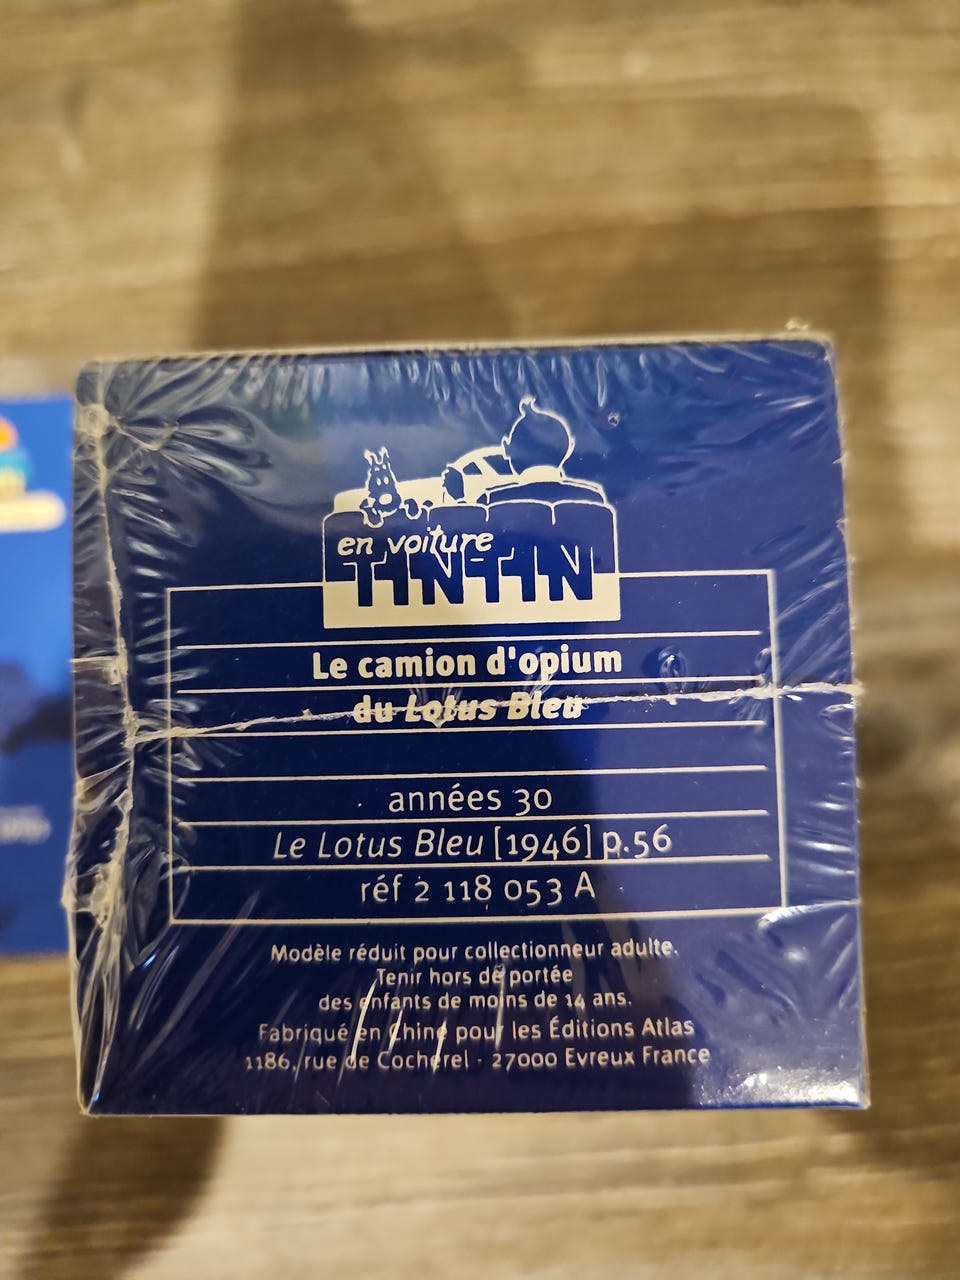 en voiture
TINTIN
Le camion d'opium
du Lotus Bleu
années 30
Le Lotus Bleu [1946] p.56
réf 2 118 053 A
Modèle réduit pour collectionneur adulte.
Tenir hors de portée
des enfants de moins de 14 ans.
Fabriqué en Chine pour les Éditions Atlas
1186, rue de Cocherel - 27000 Evreux France